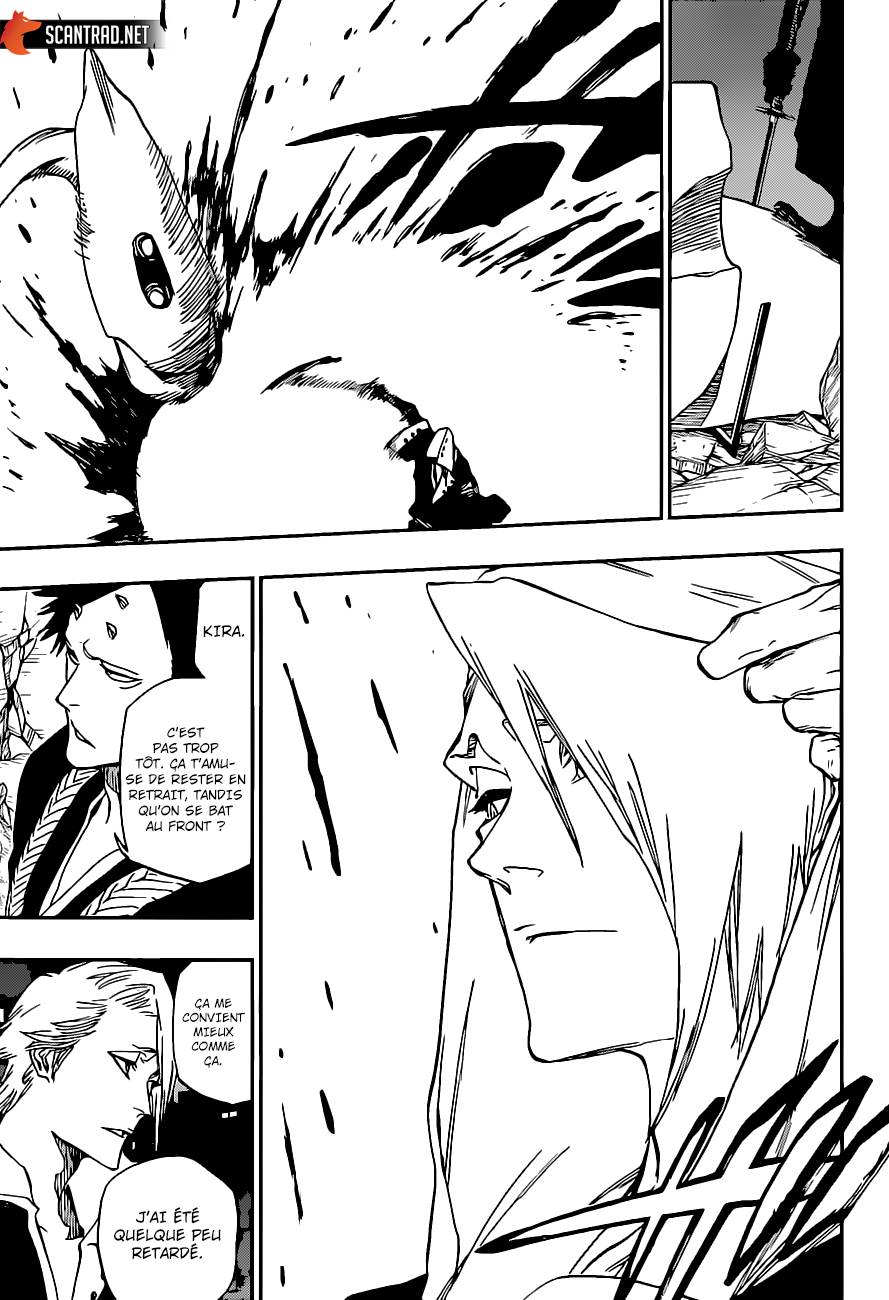 SCANTRAD.NET
KIRA.
C'EST
PAS TROP
TÔT. ÇA T'AMU-
SE DE RESTER EN
RETRAIT, TANDIS
QU'ON SE BAT
AU FRONT ?
ÇA ME
CONVIENT
MIEUX
COMME
ÇA.
J'AI ÉTÉ
QUELQUE PEU
RETARDÉ.